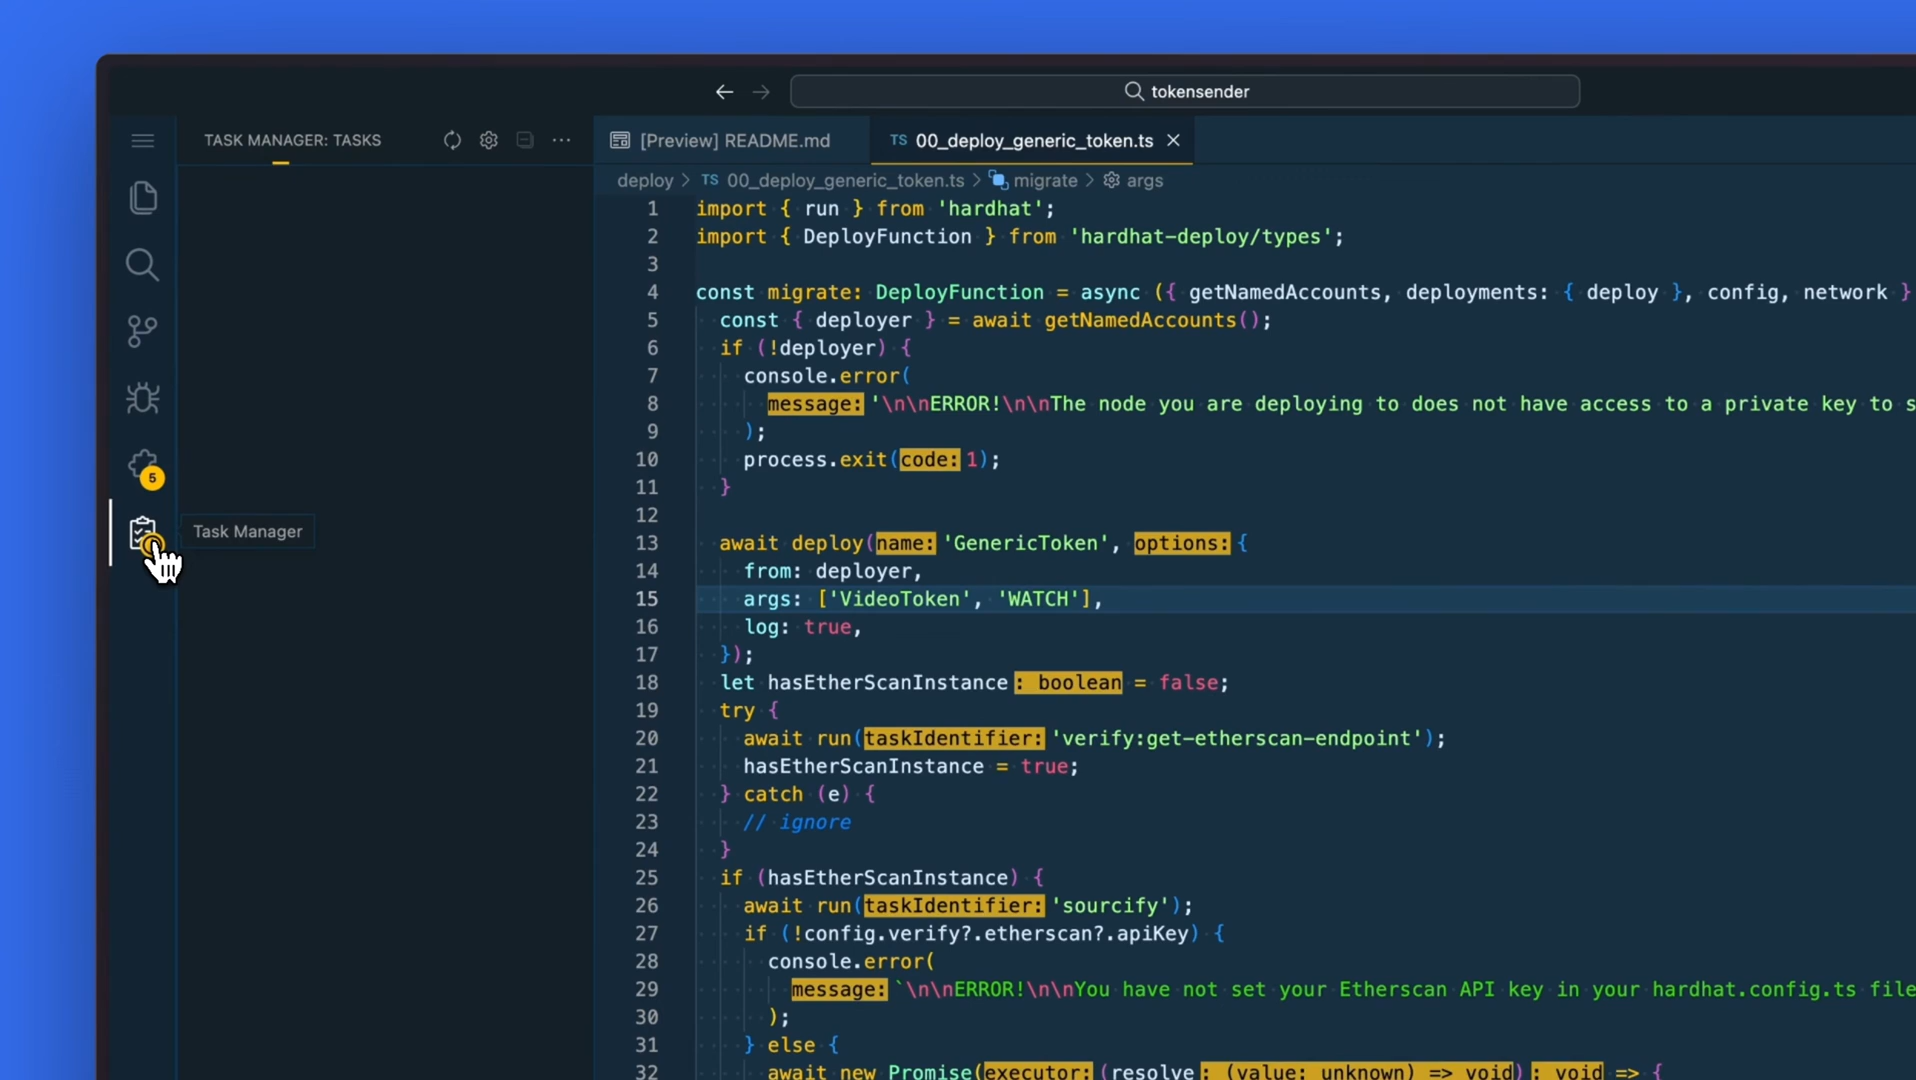 tokensender
TASK MANAGER: TASKS
[Preview] README.md
TS 00_deploy_generic_token.ts
deploy > TS 00_deploy_generic_token.ts > migrate > args
5
Task Manager
1 import { run } from 'hardhat';
2 import { DeployFunction } from 'hardhat-deploy/types';
3
4 const migrate: DeployFunction = async ({ getNamedAccounts, deployments: { deploy }, config, network }
5 const { deployer } = await getNamedAccounts();
6 if (!deployer) {
7 console.error(
8 message: '\n\nERROR!\n\nThe node you are deploying to does not have access to a private key to s
9 );
10 process.exit(code: 1);
11 }
12
13 await deploy(name: 'GenericToken', options: {
14 from: deployer,
15 args: ['VideoToken', 'WATCH'],
16 log: true,
17 });
18 let hasEtherScanInstance: boolean = false;
19 try {
20 await run(taskIdentifier: 'verify:get-etherscan-endpoint');
21 hasEtherScanInstance = true;
22 } catch (e) {
23 // ignore
24 }
25 if (hasEtherScanInstance) {
26 await run(taskIdentifier: 'sourcify');
27 if (!config.verify?.etherscan?.apiKey) {
28 console.error(
29 message: `\n\nERROR!\n\nYou have not set your Etherscan API key in your hardhat.config.ts file
30 );
31 } else {
32 await new Promise(executor: (resolve: (value: unknown) => void): void => {